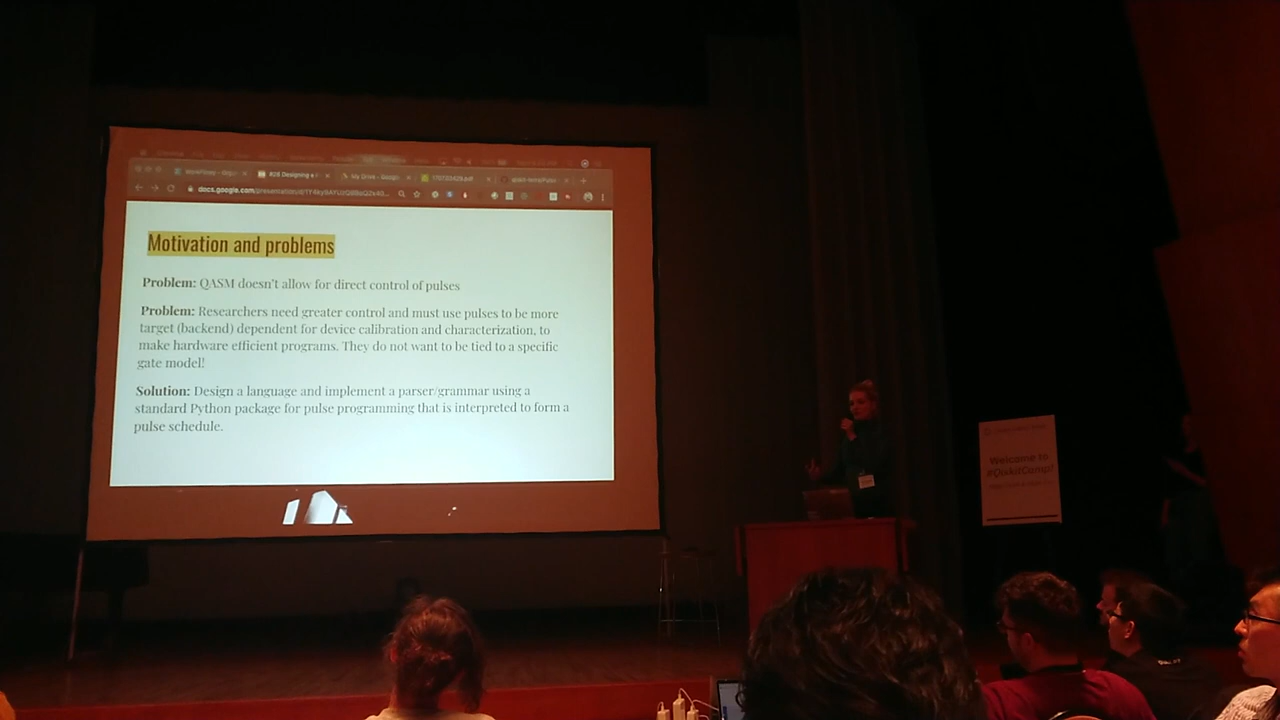 docs.google.com
Motivation and problems
Problem: QASM doesn't allow for direct control of pulses
Problem: Researchers need greater control and must use pulses to be more
target (backend) dependent for device calibration and characterization, to
make hardware efficient programs. They do not want to be tied to a specific
gate model!
Solution: Design a language and implement a parser/grammar using a
standard Python package for pulse programming that is interpreted to form a
pulse schedule.
Welcome to
#QiskitCamp!